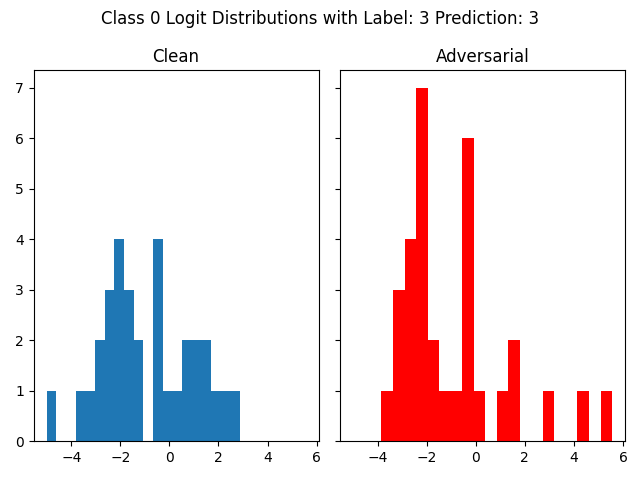 Class 0 Logit Distributions with Label: 3 Prediction: 3
Clean
Adversarial
7
6
5
4
3
2
1
0
−4 −2 0 2 4 6
−4 −2 0 2 4 6